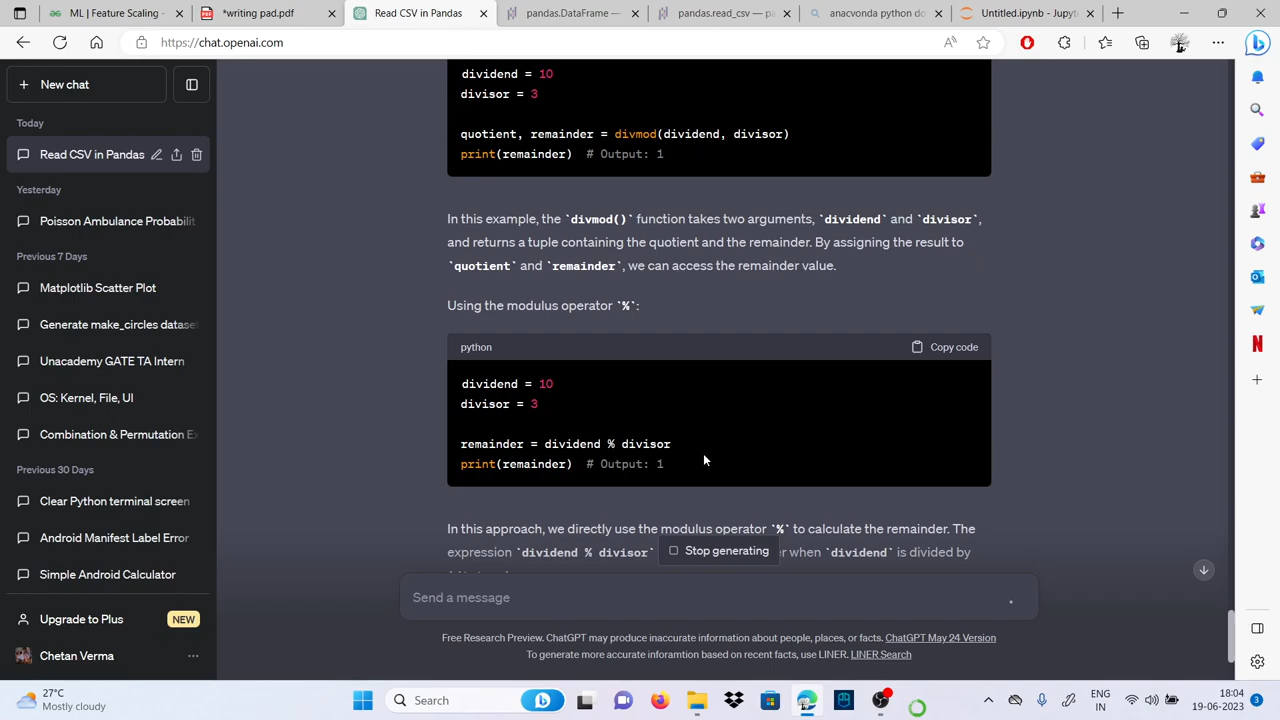 ML | Feature Scaling -
*writing pad.pdf
Read CSV in Pandas
pandas.DataFrame —
pandas.read_csv — pa
anacvonda python do
Untitled.ipynb - Jupyt
https://chat.openai.com
New chat
Today
Read CSV in Pandas
Yesterday
Poisson Ambulance Probabilit
Previous 7 Days
Matplotlib Scatter Plot
Generate make_circles dataset
Unacademy GATE TA Intern
OS: Kernel, File, UI
Combination & Permutation Ex
Previous 30 Days
Clear Python terminal screen
Android Manifest Label Error
Simple Android Calculator
Upgrade to Plus
NEW
Chetan Verma
dividend = 10
divisor = 3
quotient, remainder = divmod(dividend, divisor)
print(remainder)  # Output: 1
In this example, the `divmod()` function takes two arguments, `dividend` and `divisor`,
and returns a tuple containing the quotient and the remainder. By assigning the result to
`quotient` and `remainder`, we can access the remainder value.
Using the modulus operator `%`:
python
Copy code
dividend = 10
divisor = 3
remainder = dividend % divisor
print(remainder)  # Output: 1
In this approach, we directly use the modulus operator `%` to calculate the remainder. The
expression `dividend % divisor`
when `dividend` is divided by
Stop generating
Send a message
Free Research Preview. ChatGPT may produce inaccurate information about people, places, or facts. ChatGPT May 24 Version
To generate more accurate inforamtion based on recent facts, use LINER. LINER Search
27°C
Mostly cloudy
Search
ENG
IN
18:04
19-06-2023
3